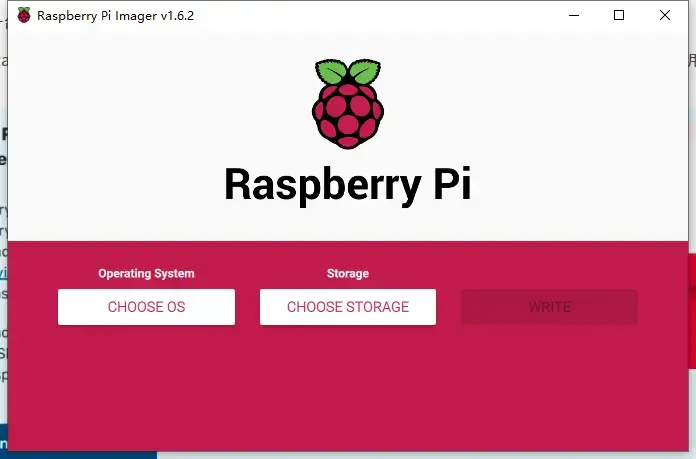 Raspberry Pi Imager v1.6.2
Raspberry Pi
Operating System
Storage
CHOOSE OS
CHOOSE STORAGE
WRITE